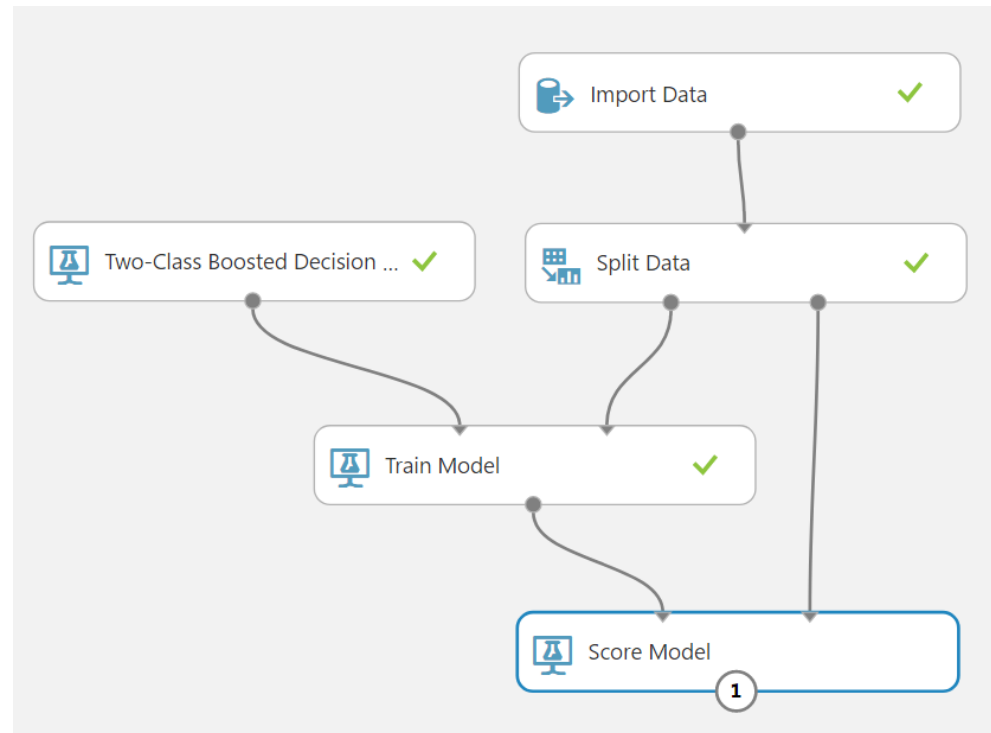 Import Data
Two-Class Boosted Decision ...
Split Data
Train Model
Score Model
1